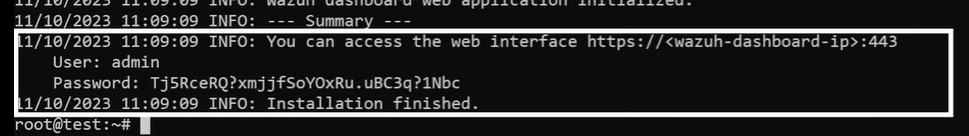 11/10/2023 11:09:09 INFO: Wazuh dashboard web application initialized.
11/10/2023 11:09:09 INFO: --- Summary ---
11/10/2023 11:09:09 INFO: You can access the web interface https://<wazuh-dashboard-ip>:443
User: admin
Password: Tj5RceRQ?xmjjfSoYOxRu.uBC3q?1Nbc
11/10/2023 11:09:09 INFO: Installation finished.
root@test:~#